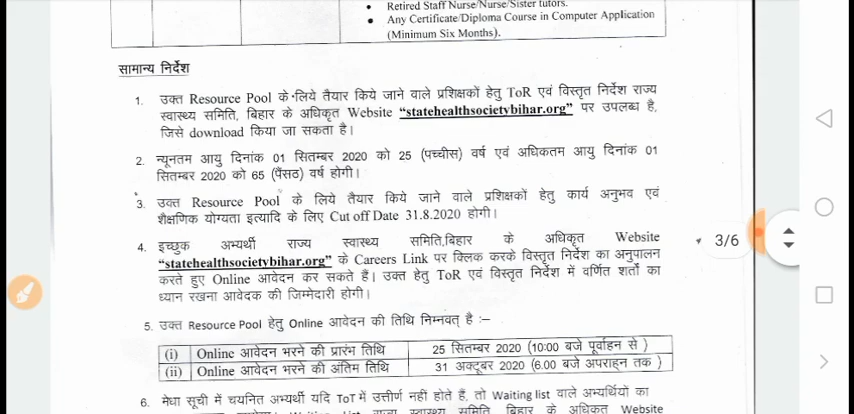 Retired Staff Nurse/Nurse/Sister tutors.
Any Certificate/Diploma Course in Computer Application
(Minimum Six Months).
सामान्य निर्देश
1. उक्त Resource Pool के लिये तैयार किये जाने वाले प्रशिक्षकों हेतु ToR एवं विस्तृत निर्देश राज्य
स्वास्थ्य समिति, बिहार के अधिकृत Website "statehealthsocietybihar.org" पर उपलब्ध है,
जिसे download किया जा सकता है।
2. न्यूनतम आयु दिनांक 01 सितम्बर 2020 को 25 (पच्चीस) वर्ष एवं अधिकतम आयु दिनांक 01
सितम्बर 2020 को 65 (पैंसठ) वर्ष होगी।
3. उक्त Resource Pool के लिये तैयार किये जाने वाले प्रशिक्षकों हेतु कार्य अनुभव एवं
शैक्षणिक योग्यता इत्यादि के लिए Cut off Date 31.8.2020 होगी।
4. इच्छुक अभ्यर्थी राज्य स्वास्थ्य समिति,बिहार के अधिकृत Website
"statehealthsocietybihar.org" के Careers Link पर क्लिक करके विस्तृत निर्देश का अनुपालन
करते हुए Online आवेदन कर सकते हैं। उक्त हेतु ToR एवं विस्तृत निर्देश में वर्णित शर्तो का
ध्यान रखना आवेदक की जिम्मेदारी होगी।
3/6
5. उक्त Resource Pool हेतु Online आवेदन की तिथि निम्नवत् है :–
(i) Online आवेदन भरने की प्रारंभ तिथि 25 सितम्बर 2020 (10:00 बजे पूर्वाहन से )
(ii) Online आवेदन भरने की अंतिम तिथि 31 अक्टूबर 2020 (6.00 बजे अपराहन तक )
6. मेधा सूची में चयनित अभ्यर्थी यदि ToT में उत्तीर्ण नही होते हैं, तो Waiting list वाले अभ्यर्थियों का
राज्य स्वास्थ्य समिति बिहार के अधिकृत Website